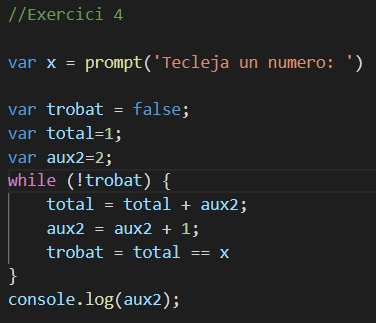 //Exercici 4
var x = prompt('Tecleja un numero: ')
var trobat = false;
var total=1;
var aux2=2;
while (!trobat) {
    total = total + aux2;
    aux2 = aux2 + 1;
    trobat = total == x
}
console.log(aux2);